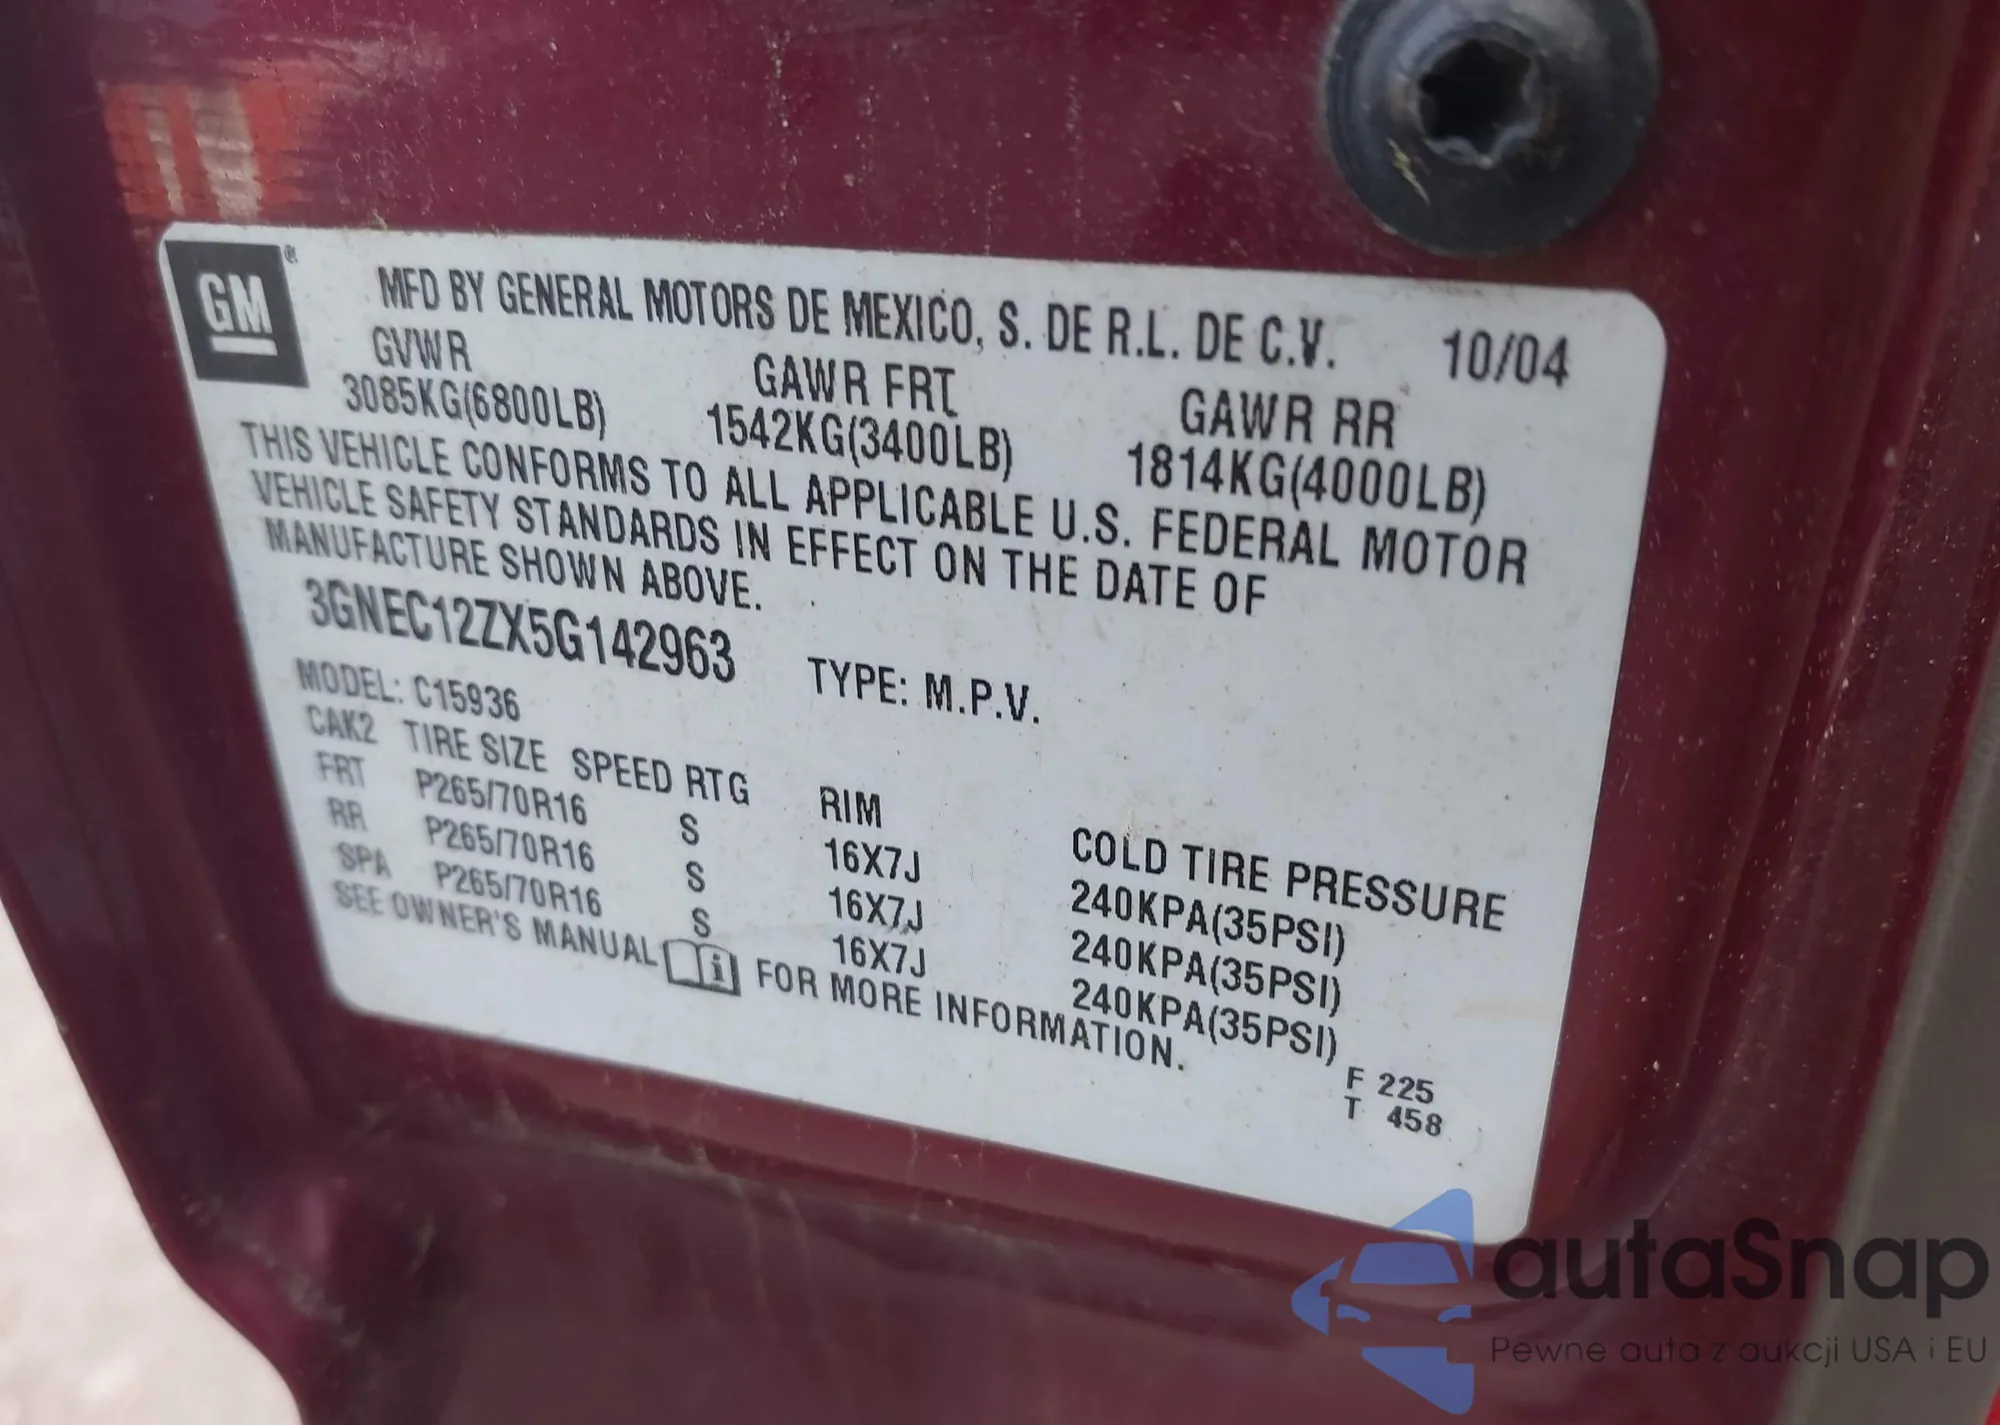 GM ®
MFD BY GENERAL MOTORS DE MEXICO, S. DE R.L. DE C.V. 10/04
GVWR GAWR FRT GAWR RR
3085KG(6800LB) 1542KG(3400LB) 1814KG(4000LB)
THIS VEHICLE CONFORMS TO ALL APPLICABLE U.S. FEDERAL MOTOR
VEHICLE SAFETY STANDARDS IN EFFECT ON THE DATE OF
MANUFACTURE SHOWN ABOVE.
3GNEC12ZX5G142963 TYPE: M.P.V.
MODEL: C15936
CAK2 TIRE SIZE SPEED RTG RIM COLD TIRE PRESSURE
FRT P265/70R16 S 16X7J 240KPA(35PSI)
RR P265/70R16 S 16X7J 240KPA(35PSI)
SPA P265/70R16 S 16X7J 240KPA(35PSI)
SEE OWNER'S MANUAL i FOR MORE INFORMATION.
F 225
T 458
autaSnap
Pewne auta z aukcji USA i EU